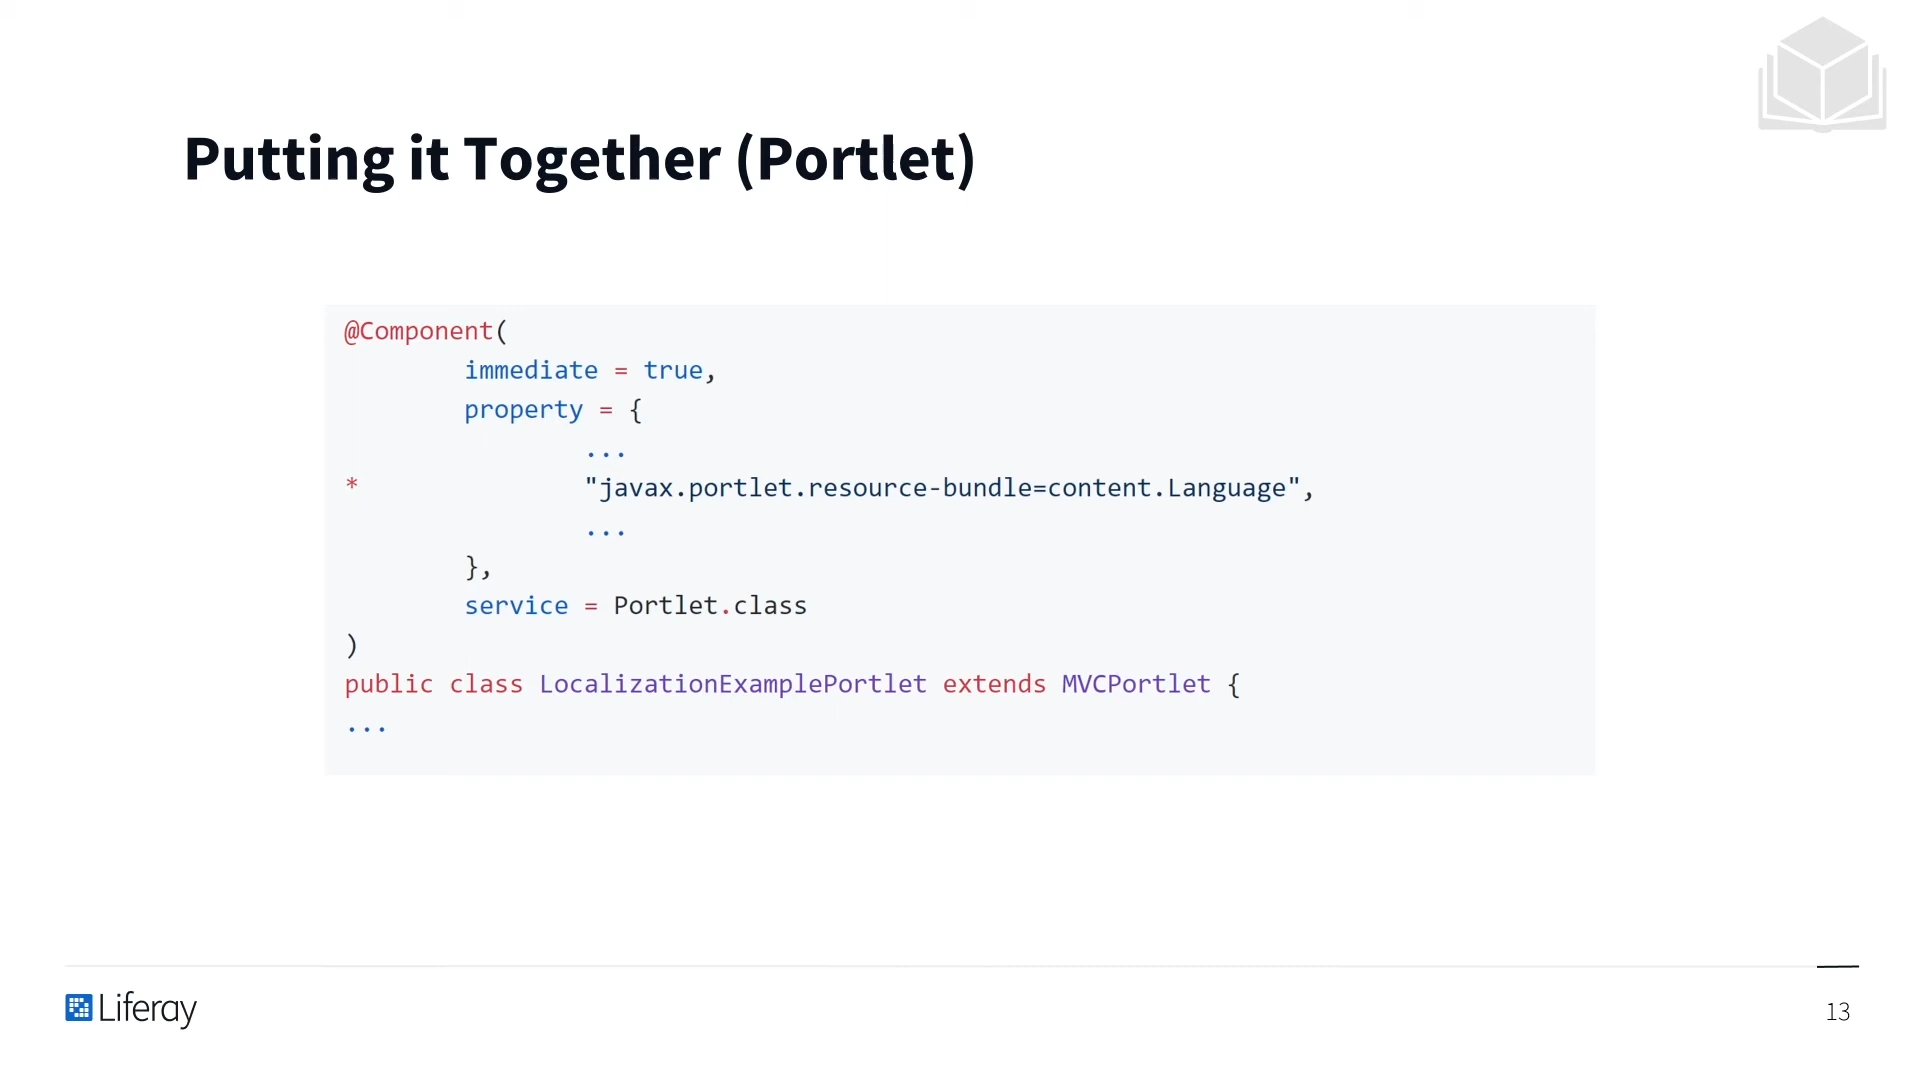 Putting it Together (Portlet)
@Component(
immediate = true,
property = {
...
* "javax.portlet.resource-bundle=content.Language",
...
},
service = Portlet.class
)
public class LocalizationExamplePortlet extends MVCPortlet {
...
Liferay
13